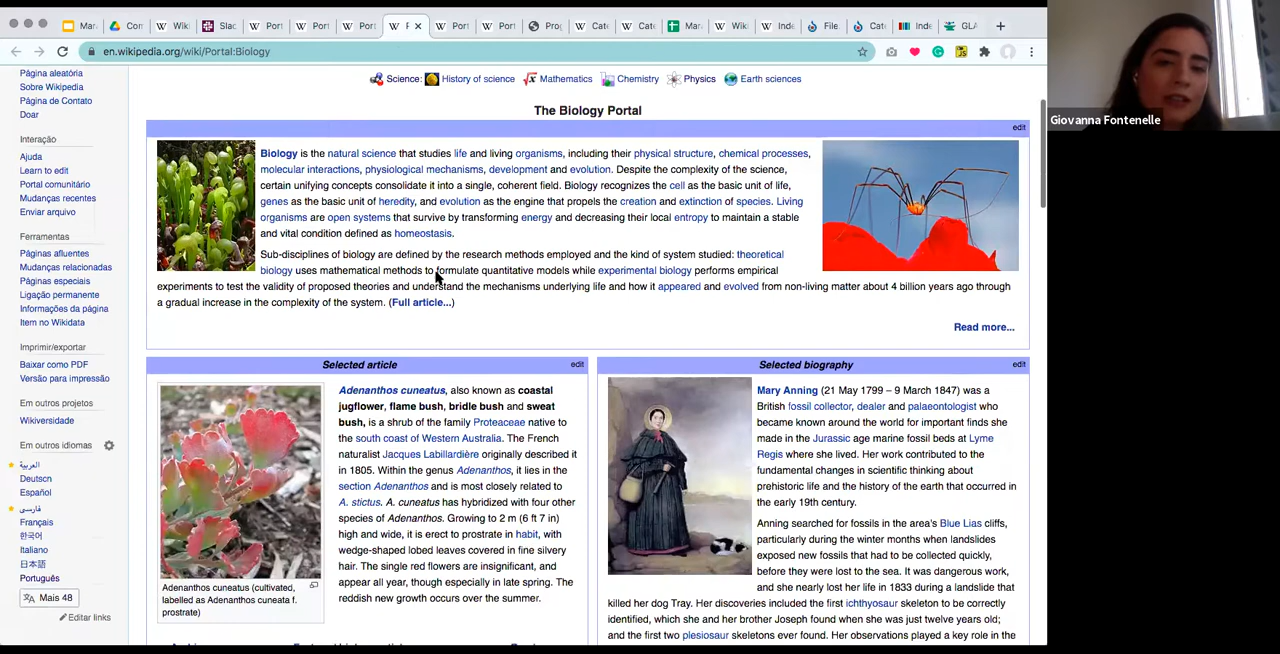 Mar
Con
Wiki
Slac
Port
Port
Port
F
Port
Port
Pro
Cate
Cate
Mar
Wiki
Inde
File
Cate
Inde
GLA
en.wikipedia.org/wiki/Portal:Biology
Giovanna Fontenelle
Página aleatória
Sobre Wikipedia
Página de Contato
Doar
Interação
Ajuda
Learn to edit
Portal comunitário
Mudanças recentes
Enviar arquivo
Ferramentas
Páginas afluentes
Mudanças relacionadas
Páginas especiais
Ligação permanente
Informações da página
Item no Wikidata
Imprimir/exportar
Baixar como PDF
Versão para impressão
Em outros projetos
Wikiversidade
Em outros idiomas
العربية
Deutsch
Español
فارسی
Français
한국어
Italiano
日本語
Português
Mais 48
Editar links
Science: History of science Mathematics Chemistry Physics Earth sciences
The Biology Portal
edit
Biology is the natural science that studies life and living organisms, including their physical structure, chemical processes,
molecular interactions, physiological mechanisms, development and evolution. Despite the complexity of the science,
certain unifying concepts consolidate it into a single, coherent field. Biology recognizes the cell as the basic unit of life,
genes as the basic unit of heredity, and evolution as the engine that propels the creation and extinction of species. Living
organisms are open systems that survive by transforming energy and decreasing their local entropy to maintain a stable
and vital condition defined as homeostasis.
Sub-disciplines of biology are defined by the research methods employed and the kind of system studied: theoretical
biology uses mathematical methods to formulate quantitative models while experimental biology performs empirical
experiments to test the validity of proposed theories and understand the mechanisms underlying life and how it appeared and evolved from non-living matter about 4 billion years ago through
a gradual increase in the complexity of the system. (Full article...)
Read more...
Selected article
edit
Adenanthos cuneatus, also known as coastal
jugflower, flame bush, bridle bush and sweat
bush, is a shrub of the family Proteaceae native to
the south coast of Western Australia. The French
naturalist Jacques Labillardière originally described it
in 1805. Within the genus Adenanthos, it lies in the
section Adenanthos and is most closely related to
A. stictus. A. cuneatus has hybridized with four other
species of Adenanthos. Growing to 2 m (6 ft 7 in)
high and wide, it is erect to prostrate in habit, with
wedge-shaped lobed leaves covered in fine silvery
hair. The single red flowers are insignificant, and
appear all year, though especially in late spring. The
reddish new growth occurs over the summer.
Adenanthos cuneatus (cultivated,
labelled as Adenanthos cuneata f.
prostrate)
Selected biography
edit
Mary Anning (21 May 1799 – 9 March 1847) was a
British fossil collector, dealer and palaeontologist who
became known around the world for important finds she
made in the Jurassic age marine fossil beds at Lyme
Regis where she lived. Her work contributed to the
fundamental changes in scientific thinking about
prehistoric life and the history of the earth that occurred in
the early 19th century.
Anning searched for fossils in the area's Blue Lias cliffs,
particularly during the winter months when landslides
exposed new fossils that had to be collected quickly,
before they were lost to the sea. It was dangerous work,
and she nearly lost her life in 1833 during a landslide that
killed her dog Tray. Her discoveries included the first ichthyosaur skeleton to be correctly
identified, which she and her brother Joseph found when she was just twelve years old;
and the first two plesiosaur skeletons ever found. Her observations played a key role in the